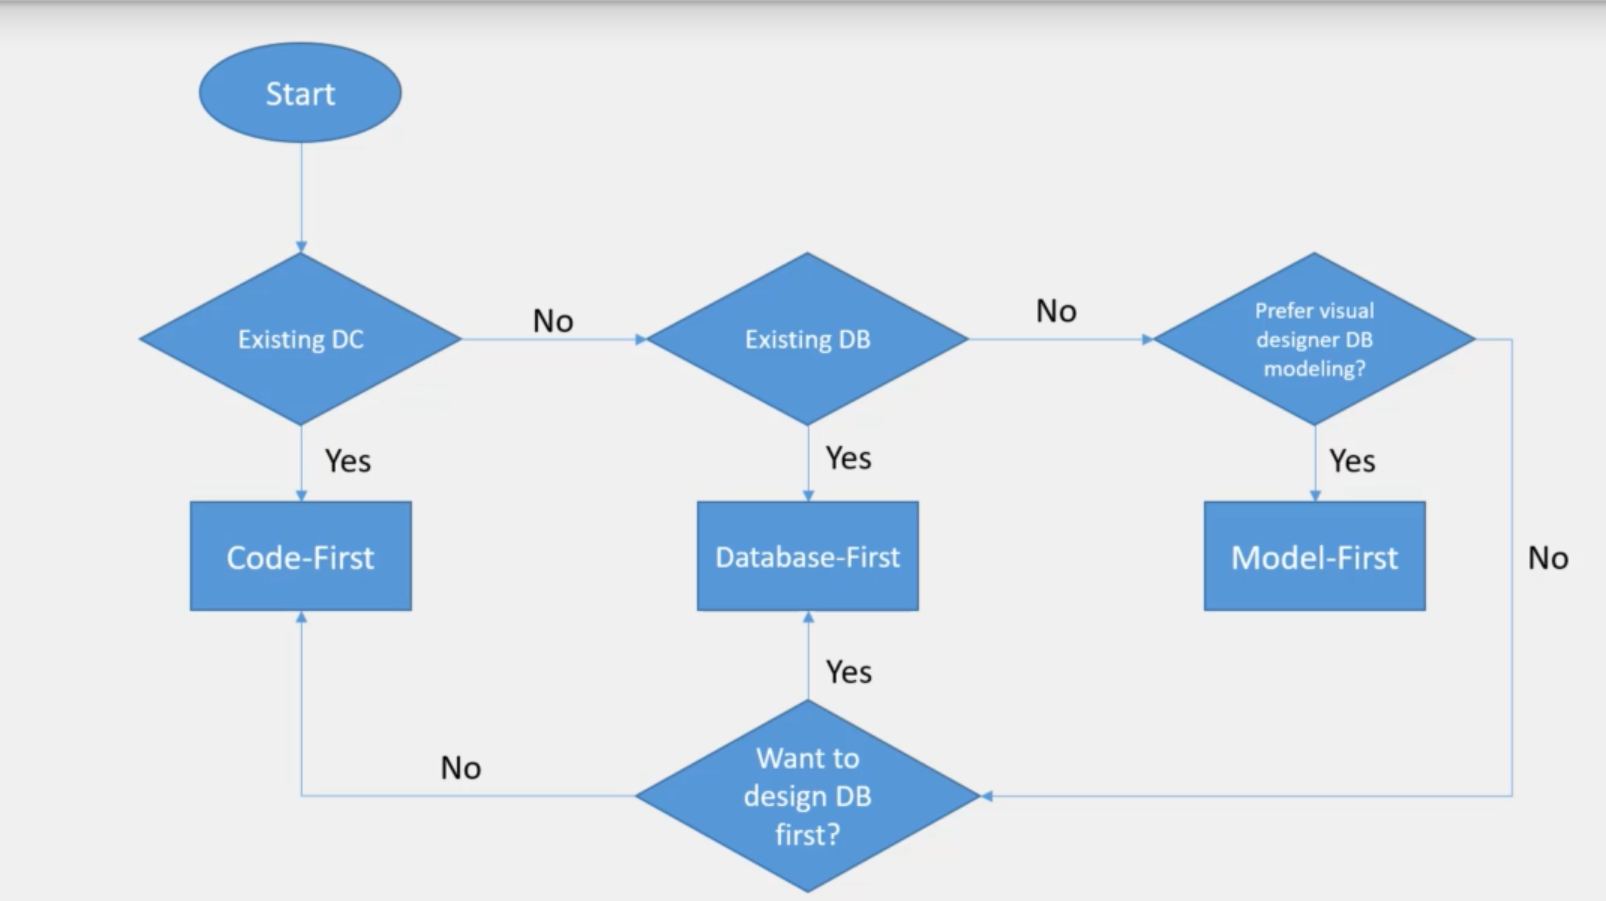 Start
Existing DC
No
Existing DB
No
Prefer visual
designer DB
modeling?
Yes
Yes
Yes
Code-First
Database-First
Model-First
No
Yes
No
Want to
design DB
first?